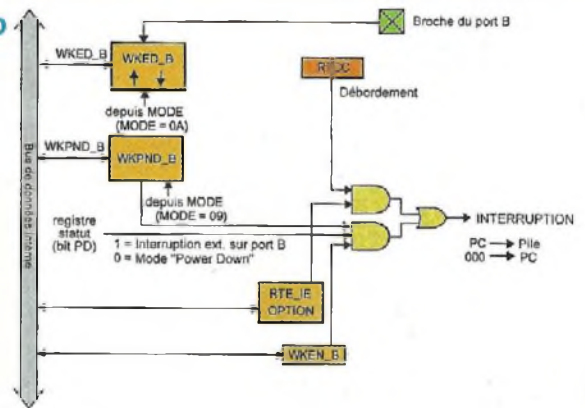 Broche du port B
WKED_B
WKED_B
RTCC
Débordement
depuis MODE
(MODE = 0A)
WKPND_B
WKPND_B
Bus de données interne
depuis MODE
(MODE = 09)
registre
statut
(bit PD)
1 = Interruption ext. sur port B
0 = Mode "Power Down"
INTERRUPTION
PC → Pile
000 → PC
RTE_IE
OPTION
WKEN_B